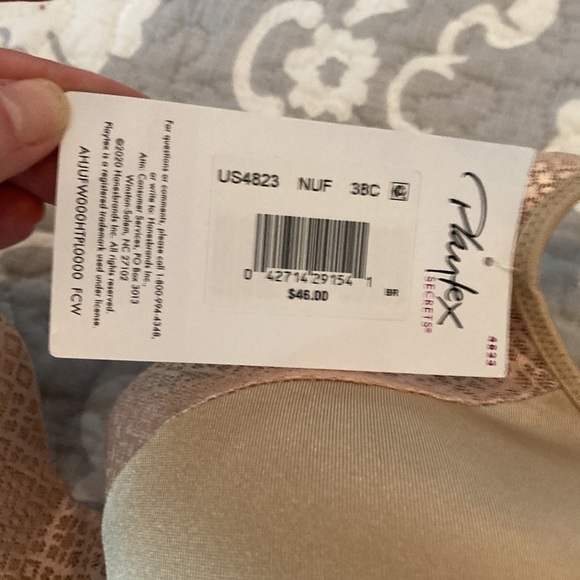 US4823 NUF 38C
0 42714 29154 1
$46.00
BR
Playtex
SECRETS®
For questions or comments, please call 1-800-994-4348,
or write to: Hanesbrands Inc.,
Attn: Consumer Services, PO Box 3013
Winston-Salem, NC 27102
©2020 Hanesbrands Inc. All rights reserved.
Playtex is a registered trademark used under license.
AHJUFW000HTPL0000 FCW